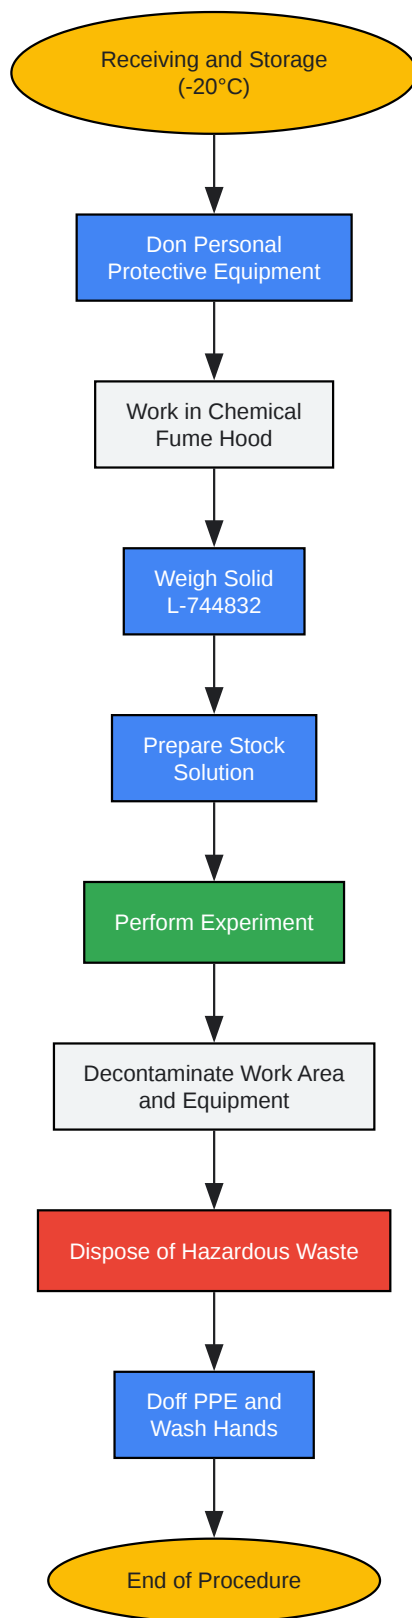 Receiving and Storage
(-20°C)
Don Personal
Protective Equipment
Work in Chemical
Fume Hood
Weigh Solid
L-744832
Prepare Stock
Solution
Perform Experiment
Decontaminate Work Area
and Equipment
Dispose of Hazardous Waste
Doff PPE and
Wash Hands
End of Procedure